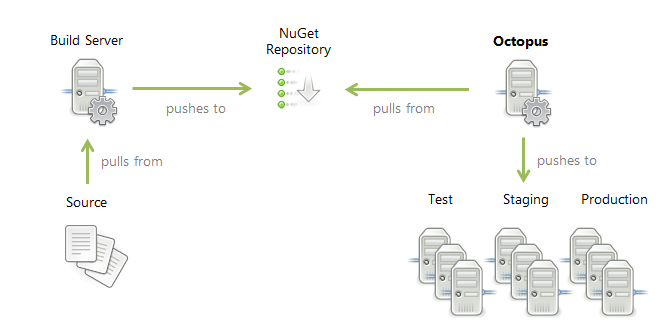 Build Server
NuGet
Repository
Octopus
pushes to
pulls from
pulls from
pushes to
Source
Test
Staging
Production